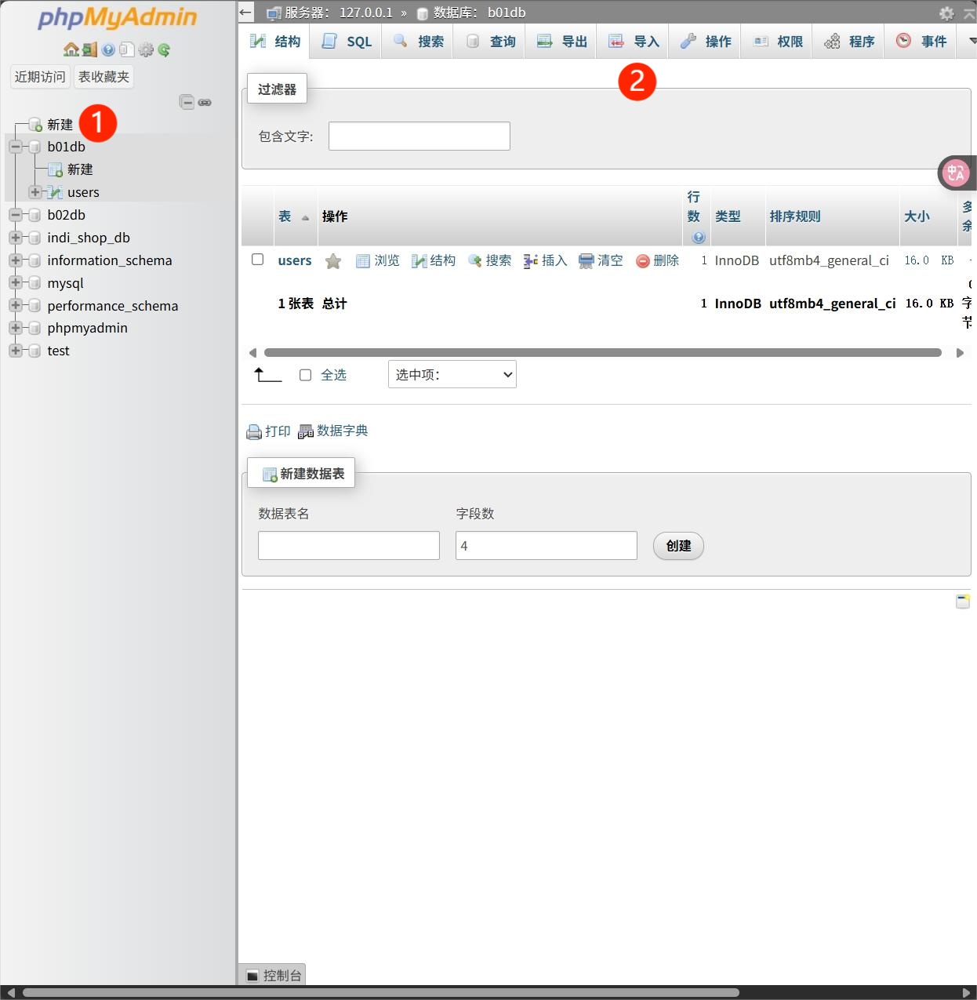 phpMyAdmin
近期访问 表收藏夹
新建 1
b01db
新建
users
b02db
indi_shop_db
information_schema
mysql
performance_schema
phpmyadmin
test
服务器： 127.0.0.1 » 数据库： b01db
结构 SQL 搜索 查询 导出 导入 操作 权限 程序 事件
2
过滤器
包含文字:
中A
表 操作 行数 类型 排序规则 大小 多余
users 浏览 结构 搜索 插入 清空 删除 1 InnoDB utf8mb4_general_ci 16.0 KB -
1 张表 总计 1 InnoDB utf8mb4_general_ci 16.0 KB 0 字节
全选 选中项：
打印 数据字典
新建数据表
数据表名 字段数
4 创建
控制台